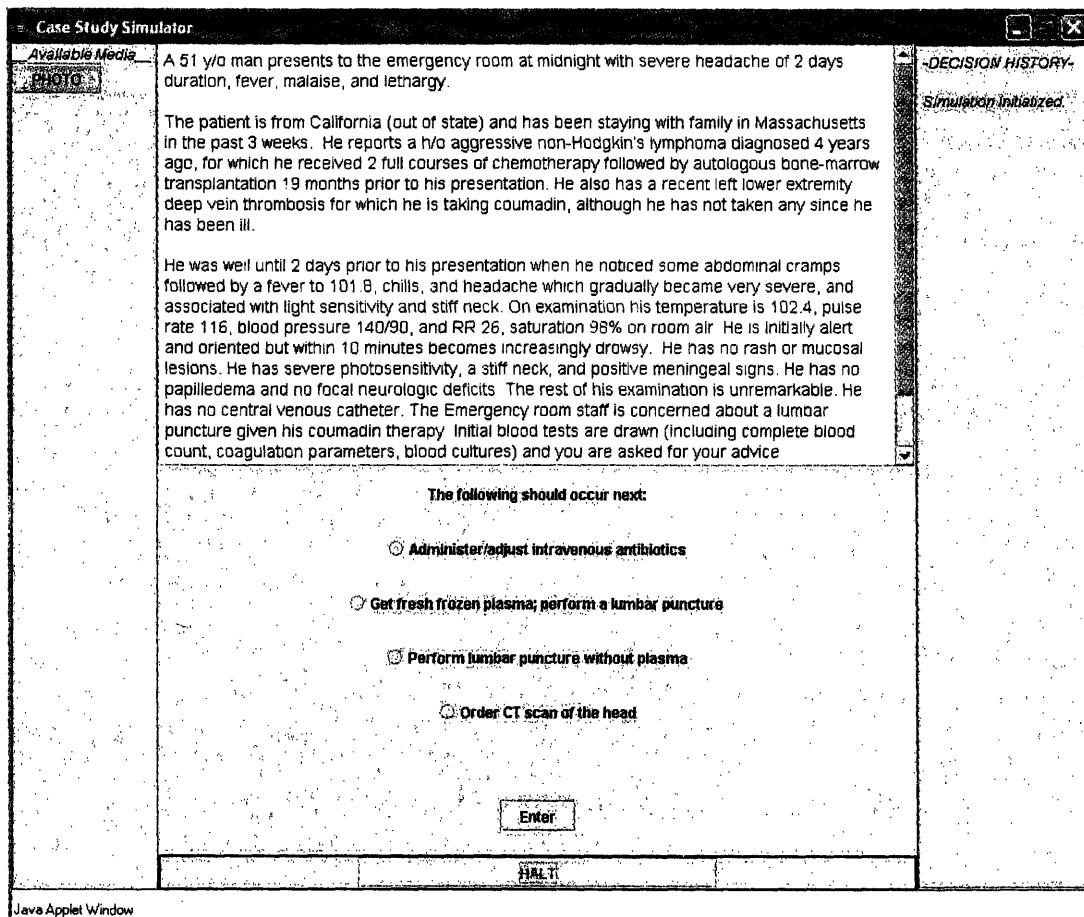 Case Study Simulator
Available Media
PHOTO
A 51 y/o man presents to the emergency room at midnight with severe headache of 2 days
duration, fever, malaise, and lethargy.
The patient is from California (out of state) and has been staying with family in Massachusetts
in the past 3 weeks. He reports a h/o aggressive non-Hodgkin's lymphoma diagnosed 4 years
ago, for which he received 2 full courses of chemotherapy followed by autologous bone-marrow
transplantation 19 months prior to his presentation. He also has a recent left lower extremity
deep vein thrombosis for which he is taking coumadin, although he has not taken any since he
has been ill.
He was well until 2 days prior to his presentation when he noticed some abdominal cramps
followed by a fever to 101.8, chills, and headache which gradually became very severe, and
associated with light sensitivity and stiff neck. On examination his temperature is 102.4, pulse
rate 116, blood pressure 140/90, and RR 26, saturation 98% on room air He is initially alert
and oriented but within 10 minutes becomes increasingly drowsy. He has no rash or mucosal
lesions. He has severe photosensitivity, a stiff neck, and positive meningeal signs. He has no
papilledema and no focal neurologic deficits The rest of his examination is unremarkable. He
has no central venous catheter. The Emergency room staff is concerned about a lumbar
puncture given his coumadin therapy Initial blood tests are drawn (including complete blood
count, coagulation parameters, blood cultures) and you are asked for your advice
-DECISION HISTORY-
Simulation Initialized.
The following should occur next:
Administer/adjust intravenous antibiotics
Get fresh frozen plasma; perform a lumbar puncture
Perform lumbar puncture without plasma
Order CT scan of the head
Enter
HALT
Java Applet Window